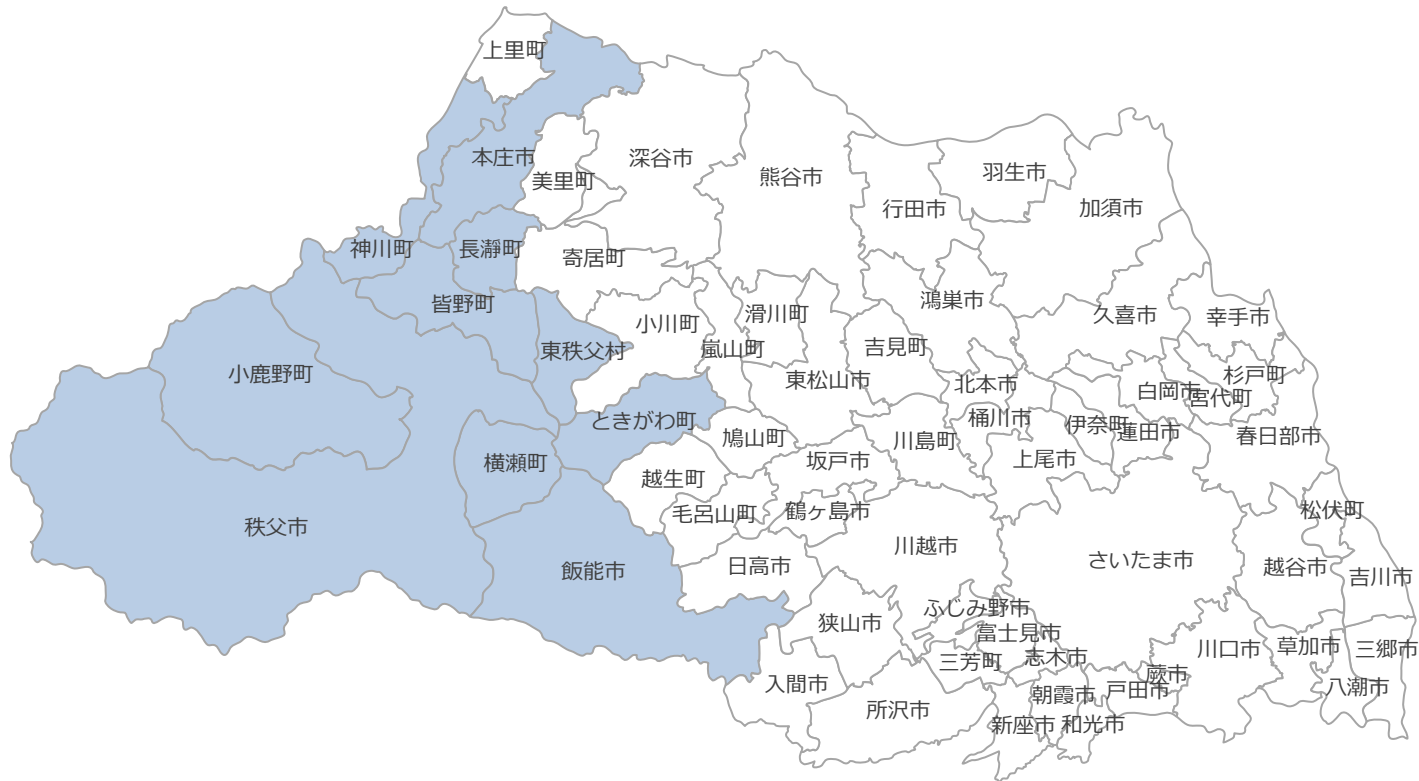 上里町
本庄市
美里町
深谷市
熊谷市
羽生市
行田市
加須市
神川町
長瀞町
寄居町
皆野町
鴻巣市
久喜市
幸手市
小川町
滑川町
嵐山町
吉見町
東秩父村
小鹿野町
東松山市
北本市
白岡市
杉戸町
宮代町
ときがわ町
鳩山町
川島町
桶川市
伊奈町
蓮田市
春日部市
横瀬町
越生町
坂戸市
上尾市
毛呂山町
鶴ヶ島市
松伏町
秩父市
飯能市
日高市
川越市
さいたま市
越谷市
吉川市
狭山市
ふじみ野市
富士見市
三芳町
志木市
川口市
草加市
三郷市
入間市
所沢市
朝霞市
戸田市
蕨市
八潮市
新座市
和光市